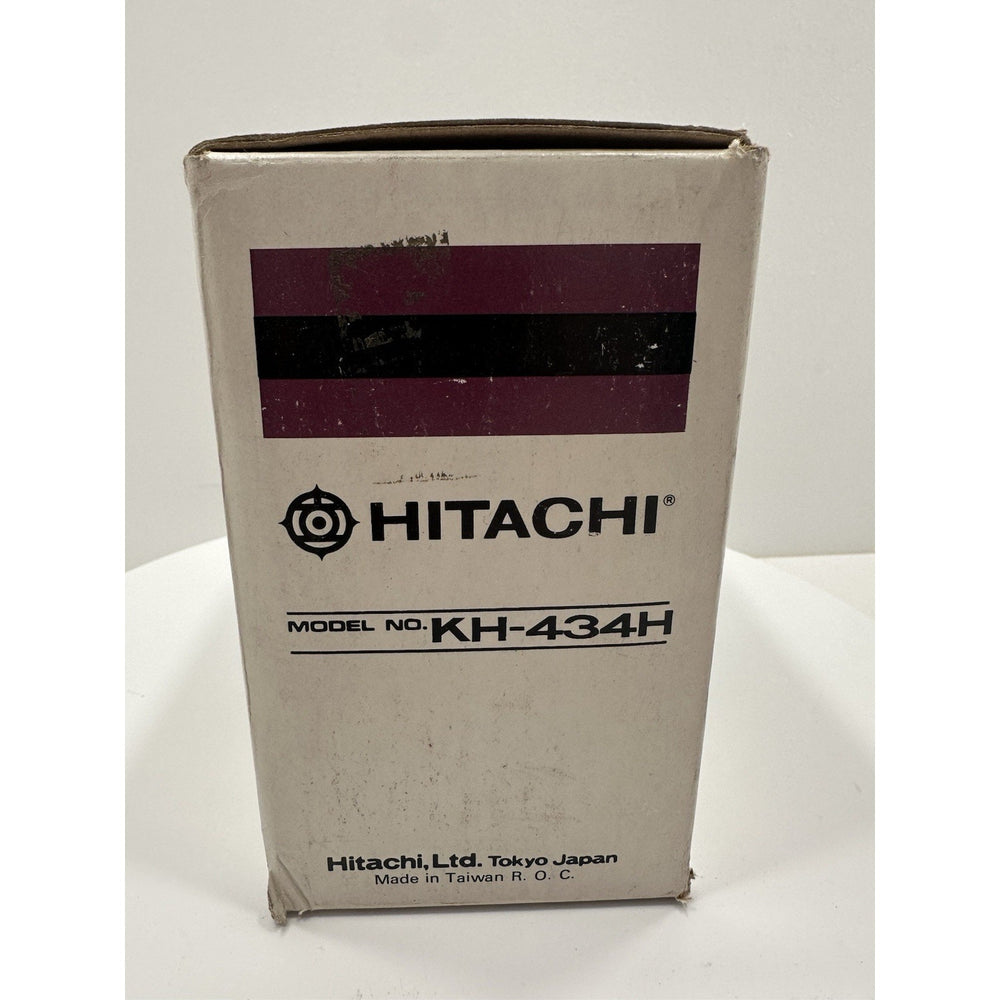 HITACHI®
MODEL NO. KH-434H
Hitachi, Ltd. Tokyo Japan
Made in Taiwan R. O. C.